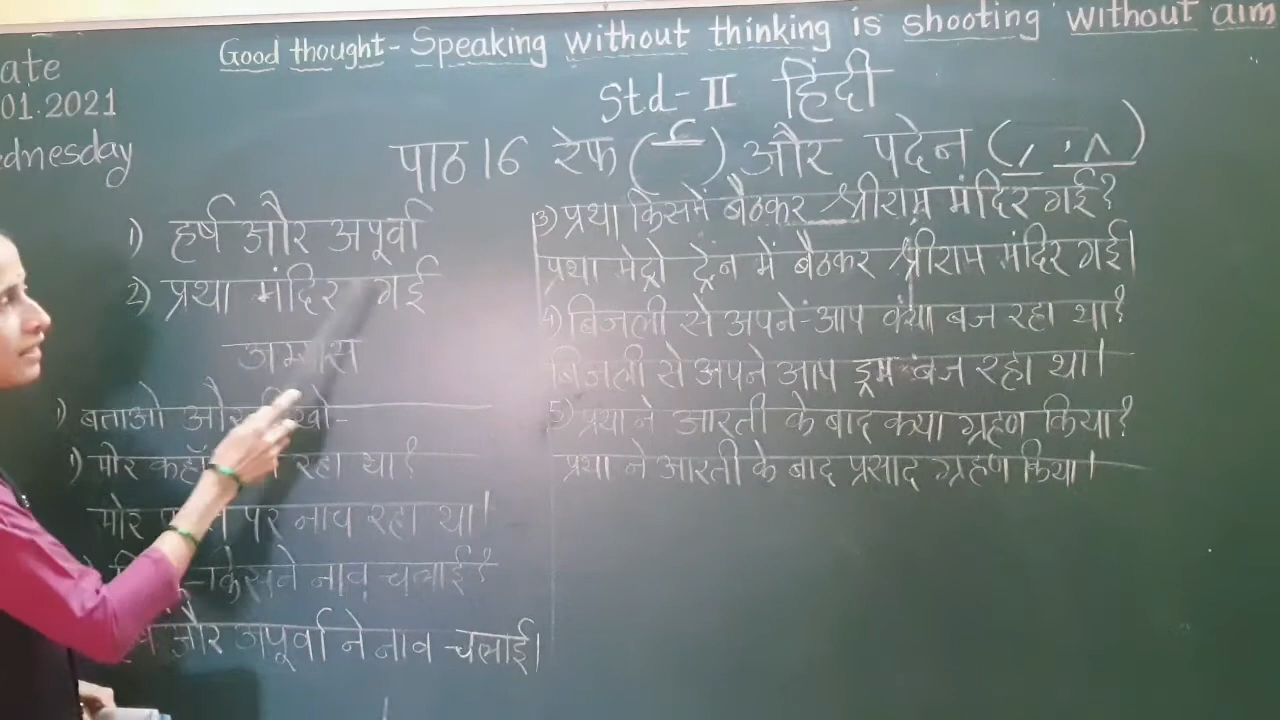 Good thought- Speaking without thinking is shooting without aim
ate
01.2021
dnesday
Std-II हिंदी
पाठ 16 रेफ ( र्‍ ) और पदेन ( ्र , ^ )
1) हर्ष और अपूर्वा
2) प्रथा मंदिर गई
अभ्यास
1) बताओ और
1) मोर कहाँ रहा था?
मोर पर नाच रहा था।
किसने नाव चलाई?
और अपूर्वा ने नाव चलाई।
3) प्रथा किसमें बैठकर श्रीराम मंदिर गई?
प्रथा मेट्रो ट्रेन में बैठकर श्रीराम मंदिर गई।
4) बिजली से अपने-आप क्या बज रहा था?
बिजली से अपने आप ड्रम बज रहा था।
5) प्रथा ने आरती के बाद क्या ग्रहण किया?
प्रथा ने आरती के बाद प्रसाद ग्रहण किया।